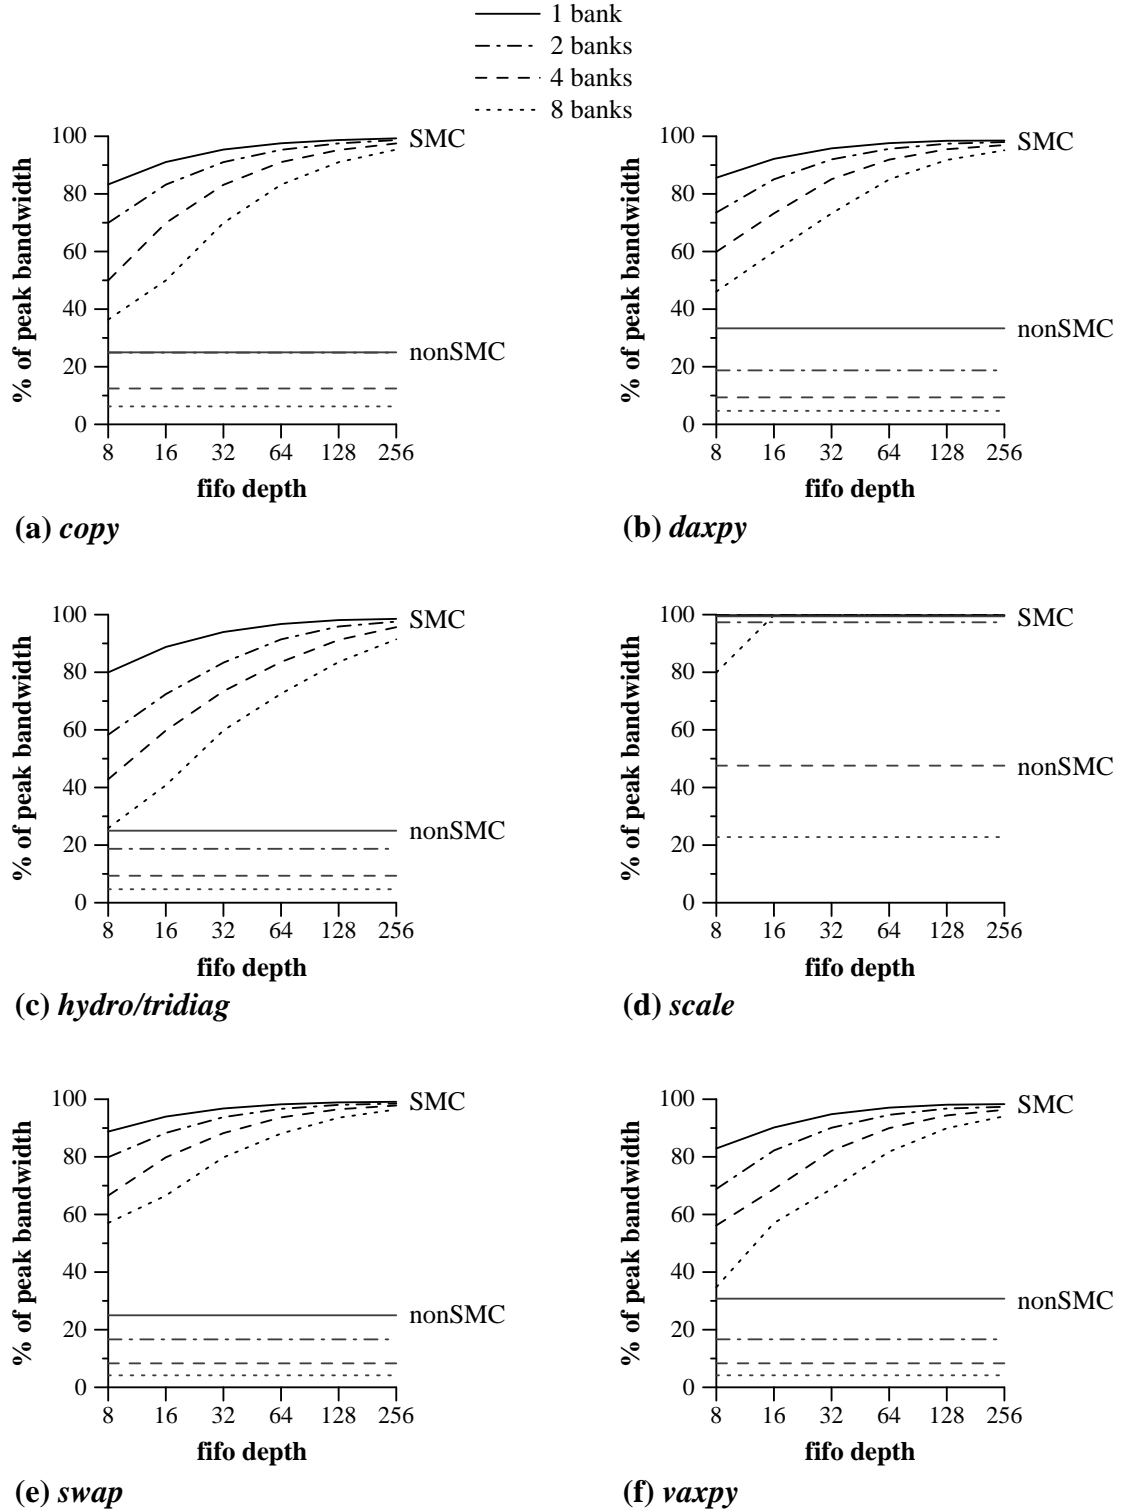 1 bank
2 banks
4 banks
8 banks
% of peak bandwidth
100
80
60
40
20
0
8 16 32 64 128 256
SMC
nonSMC
fifo depth
(a) copy
% of peak bandwidth
100
80
60
40
20
0
8 16 32 64 128 256
SMC
nonSMC
fifo depth
(b) daxpy
% of peak bandwidth
100
80
60
40
20
0
8 16 32 64 128 256
SMC
nonSMC
fifo depth
(c) hydro/tridiag
% of peak bandwidth
100
80
60
40
20
0
8 16 32 64 128 256
SMC
nonSMC
fifo depth
(d) scale
% of peak bandwidth
100
80
60
40
20
0
8 16 32 64 128 256
SMC
nonSMC
fifo depth
(e) swap
% of peak bandwidth
100
80
60
40
20
0
8 16 32 64 128 256
SMC
nonSMC
fifo depth
(f) vaxpy